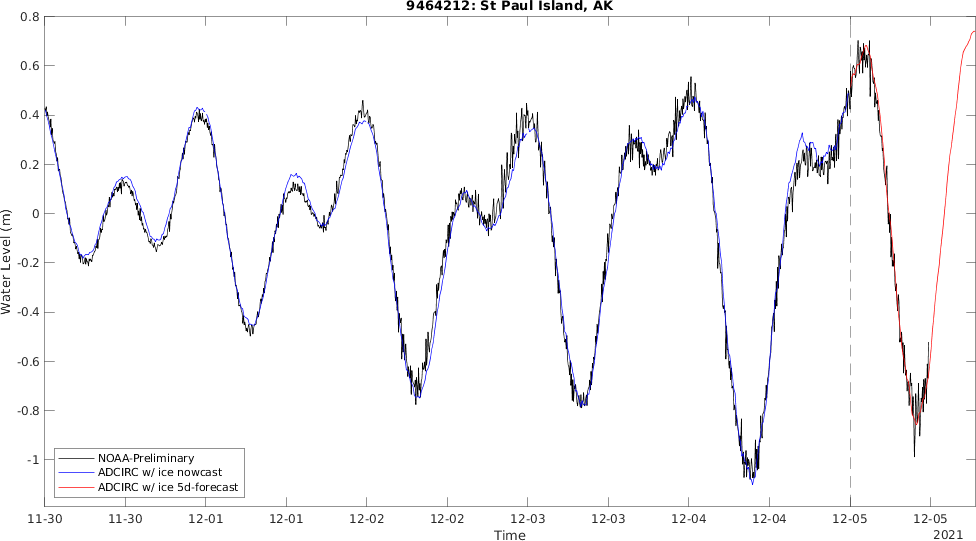 9464212: St Paul Island, AK
0.8
0.6
0.4
0.2
0
-0.2
-0.4
-0.6
-0.8
-1
Water Level (m)
NOAA-Preliminary
ADCIRC w/ ice nowcast
ADCIRC w/ ice 5d-forecast
11-30 11-30 12-01 12-01 12-02 12-02 12-03 12-03 12-04 12-04 12-05 12-05
Time
2021